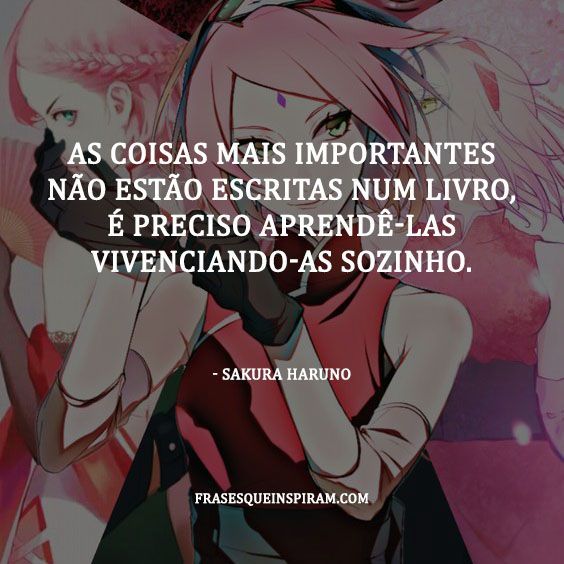 AS COISAS MAIS IMPORTANTES
NÃO ESTÃO ESCRITAS NUM LIVRO,
É PRECISO APRENDÊ-LAS
VIVENCIANDO-AS SOZINHO.
- SAKURA HARUNO
FRASESQUEINSPIRAM.COM